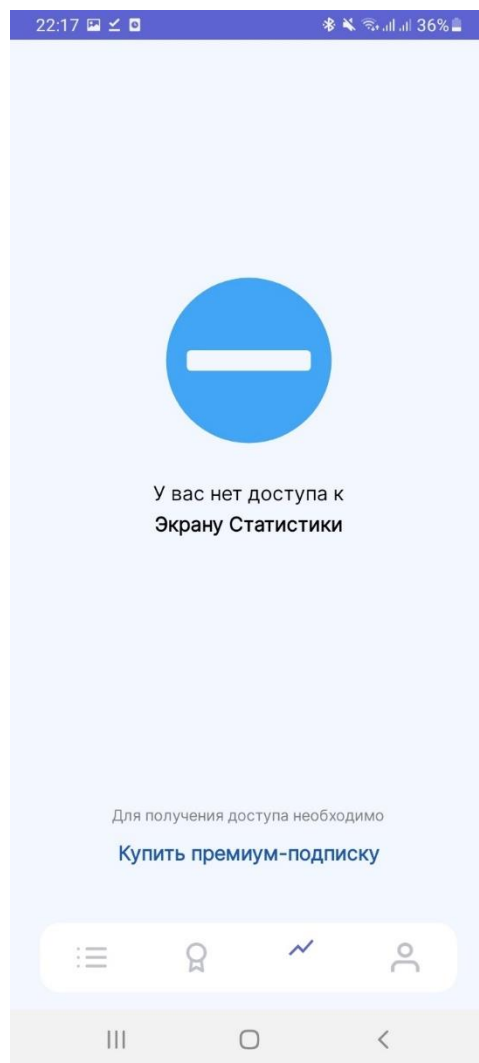 22:17 36%
У вас нет доступа к
Экрану Статистики
Для получения доступа необходимо
Купить премиум-подписку